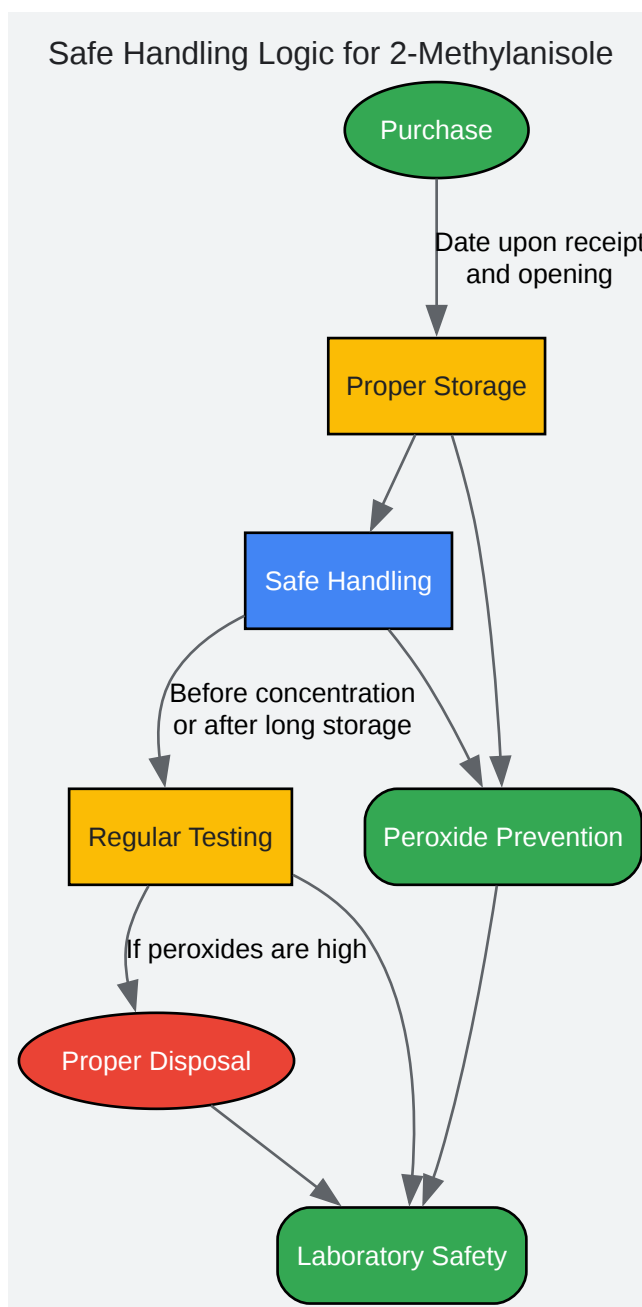 Safe Handling Logic for 2-Methylanisole
Purchase
Date upon receipt
and opening
Proper Storage
Safe Handling
Before concentration
or after long storage
Regular Testing
Peroxide Prevention
If peroxides are high
Proper Disposal
Laboratory Safety